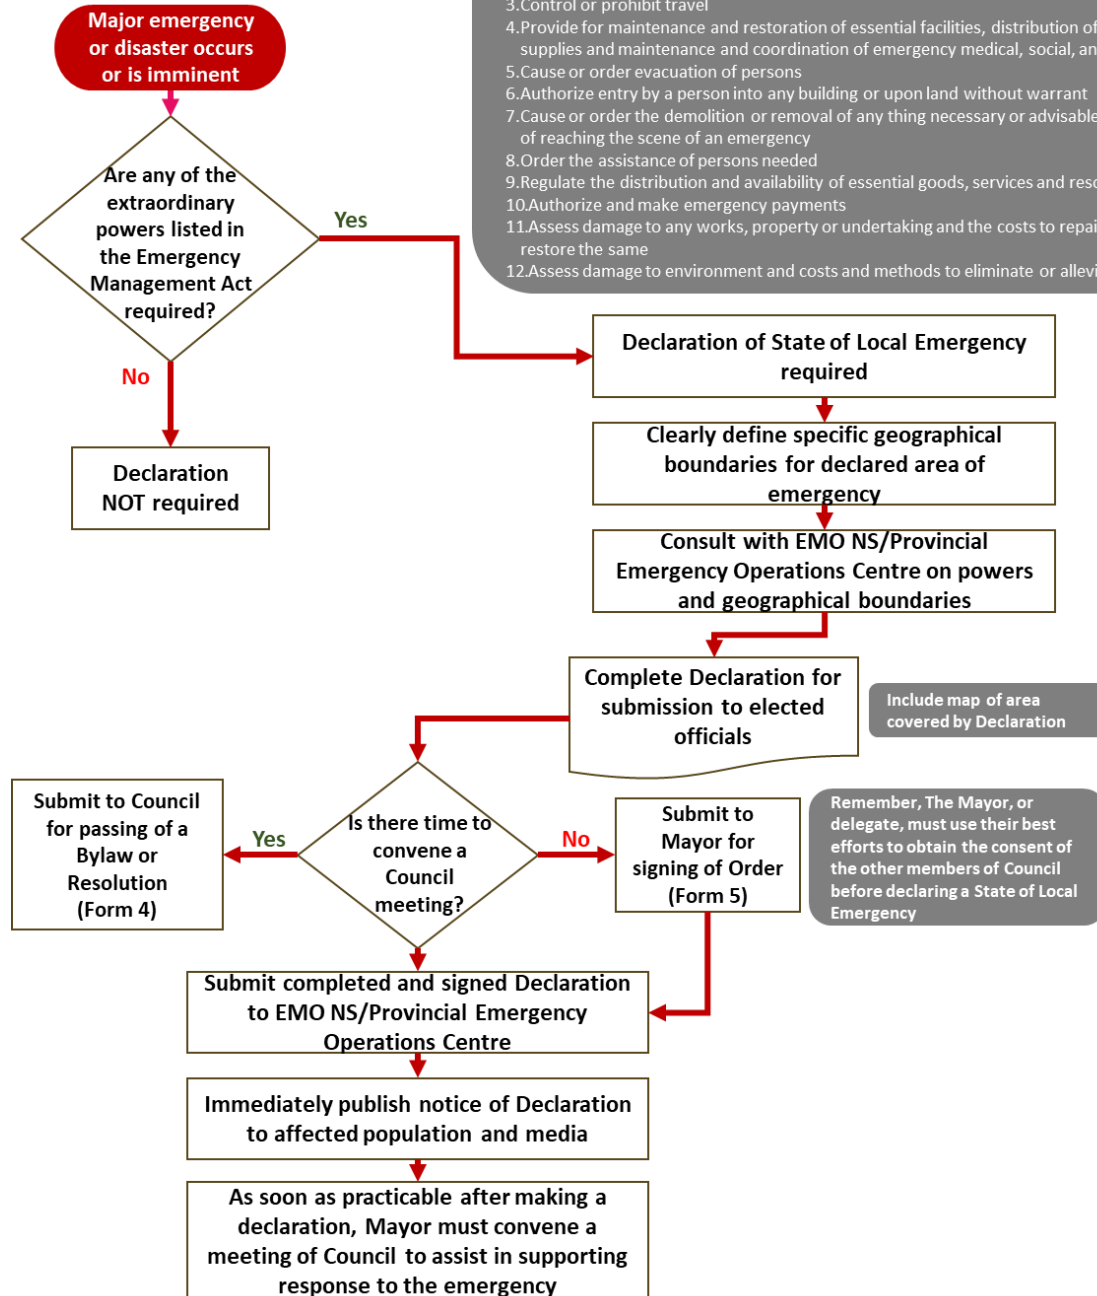 Major emergency
or disaster occurs
or is imminent
3.Control or prohibit travel
4.Provide for maintenance and restoration of essential facilities, distribution of
supplies and maintenance and coordination of emergency medical, social, an
5.Cause or order evacuation of persons
6.Authorize entry by a person into any building or upon land without warrant
7.Cause or order the demolition or removal of any thing necessary or advisable
of reaching the scene of an emergency
8.Order the assistance of persons needed
9.Regulate the distribution and availability of essential goods, services and reso
10.Authorize and make emergency payments
11.Assess damage to any works, property or undertaking and the costs to repai
restore the same
12.Assess damage to environment and costs and methods to eliminate or allevi
Are any of the
extraordinary
powers listed in
the Emergency
Management Act
required?
Yes
No
Declaration
NOT required
Declaration of State of Local Emergency
required
Clearly define specific geographical
boundaries for declared area of
emergency
Consult with EMO NS/Provincial
Emergency Operations Centre on powers
and geographical boundaries
Complete Declaration for
submission to elected
officials
Include map of area
covered by Declaration
Is there time to
convene a
Council
meeting?
Yes
No
Submit to Council
for passing of a
Bylaw or
Resolution
(Form 4)
Submit to
Mayor for
signing of Order
(Form 5)
Remember, The Mayor, or
delegate, must use their best
efforts to obtain the consent of
the other members of Council
before declaring a State of Local
Emergency
Submit completed and signed Declaration
to EMO NS/Provincial Emergency
Operations Centre
Immediately publish notice of Declaration
to affected population and media
As soon as practicable after making a
declaration, Mayor must convene a
meeting of Council to assist in supporting
response to the emergency